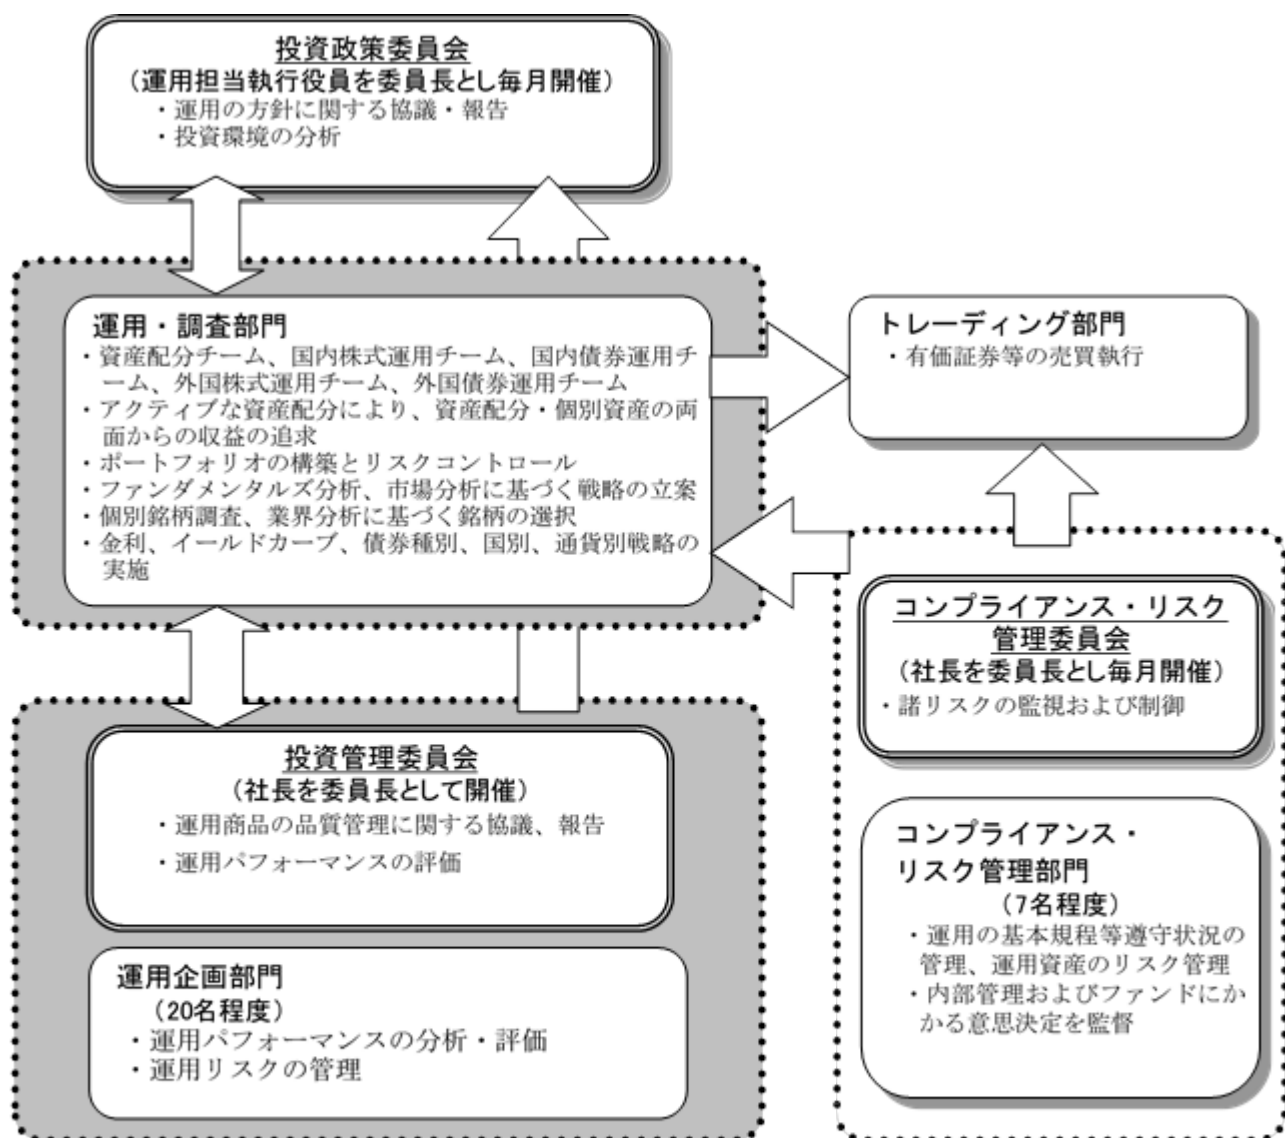 投資政策委員会
(運用担当執行役員を委員長とし毎月開催)
・運用の方針に関する協議・報告
・投資環境の分析
運用・調査部門
・資産配分チーム、国内株式運用チーム、国内債券運用チ
ーム、外国株式運用チーム、外国債券運用チーム
・アクティブな資産配分により、資産配分・個別資産の両
面からの収益の追求
・ポートフォリオの構築とリスクコントロール
・ファンダメンタルズ分析、市場分析に基づく戦略の立案
・個別銘柄調査、業界分析に基づく銘柄の選択
・金利、イールドカーブ、債券種別、国別、通貨別戦略の
実施
トレーディング部門
・有価証券等の売買執行
コンプライアンス・リスク
管理委員会
(社長を委員長とし毎月開催)
・諸リスクの監視および制御
投資管理委員会
(社長を委員長として開催)
・運用商品の品質管理に関する協議、報告
・運用パフォーマンスの評価
コンプライアンス・
リスク管理部門
(7名程度)
・運用の基本規程等遵守状況の
管理、運用資産のリスク管理
・内部管理およびファンドにか
かる意思決定を監督
運用企画部門
(20名程度)
・運用パフォーマンスの分析・評価
・運用リスクの管理